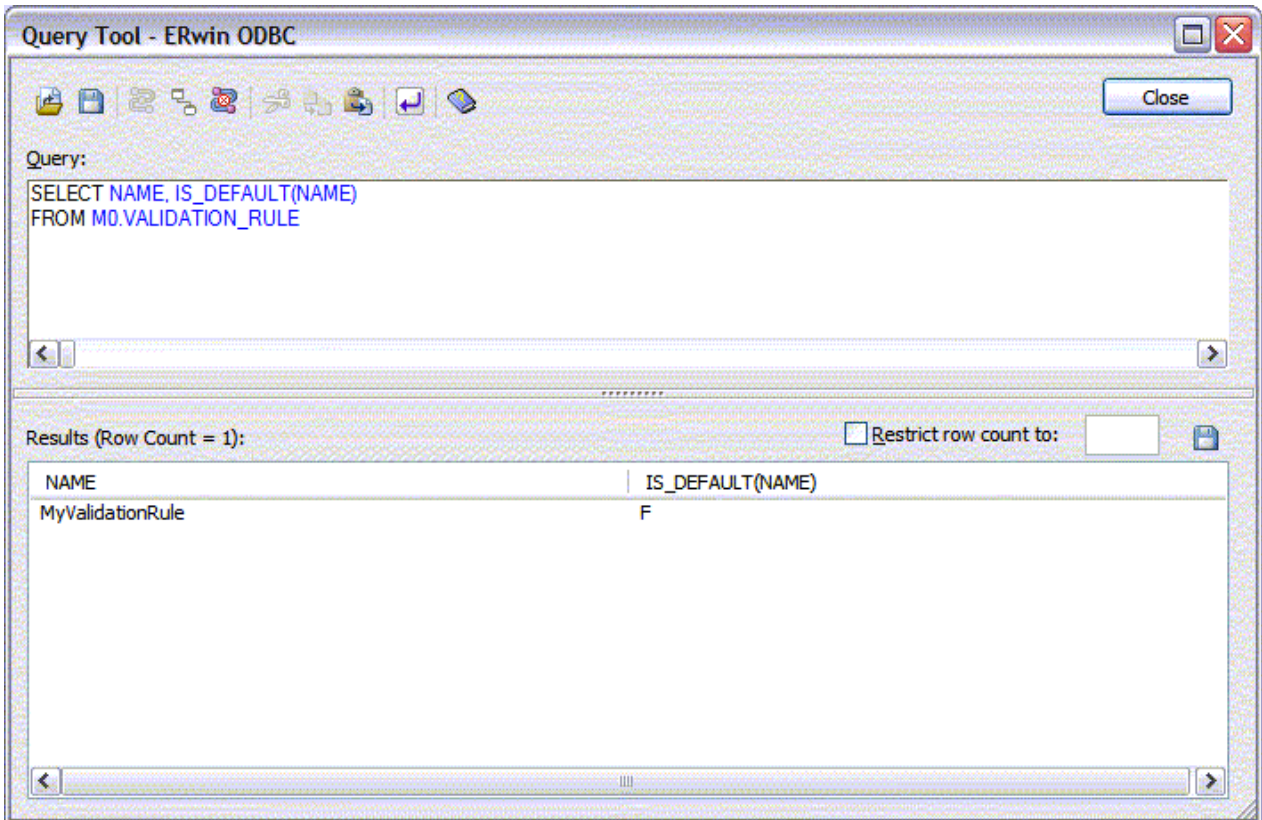 Query Tool - ERwin ODBC
Close
Query:
SELECT NAME, IS_DEFAULT(NAME)
FROM M0.VALIDATION_RULE
Results (Row Count = 1):
Restrict row count to:
NAME IS_DEFAULT(NAME)
MyValidationRule F